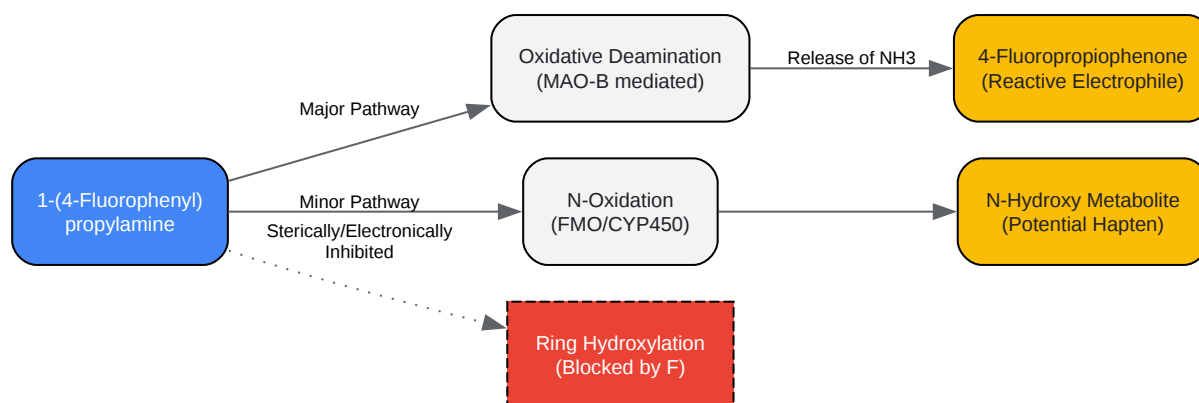 1-(4-Fluorophenyl)
propylamine
Major Pathway
Oxidative Deamination
(MAO-B mediated)
Release of NH3
4-Fluoropropiophenone
(Reactive Electrophile)
Minor Pathway
N-Oxidation
(FMO/CYP450)
N-Hydroxy Metabolite
(Potential Hapten)
Sterically/Electronically
Inhibited
Ring Hydroxylation
(Blocked by F)